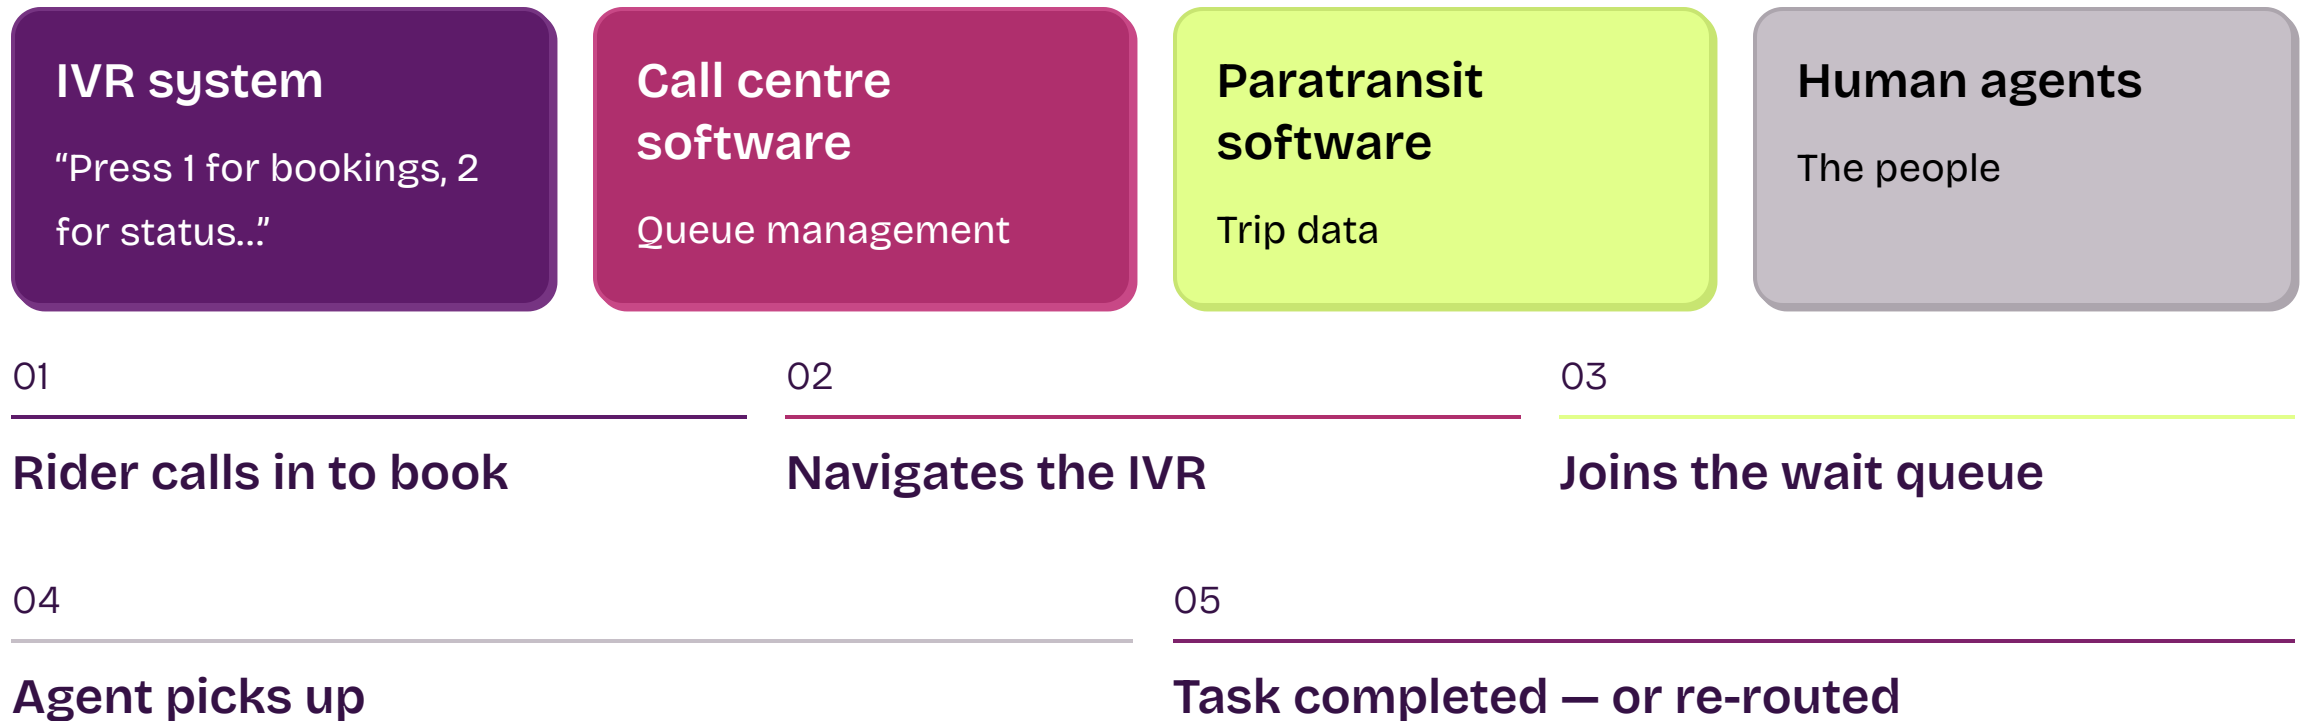 IVR system
“Press 1 for bookings, 2
for status...”
Call centre
software
Queue management
Paratransit
software
Trip data
Human agents
The people
01
Rider calls in to book
02
Navigates the IVR
03
Joins the wait queue
04
Agent picks up
05
Task completed — or re-routed